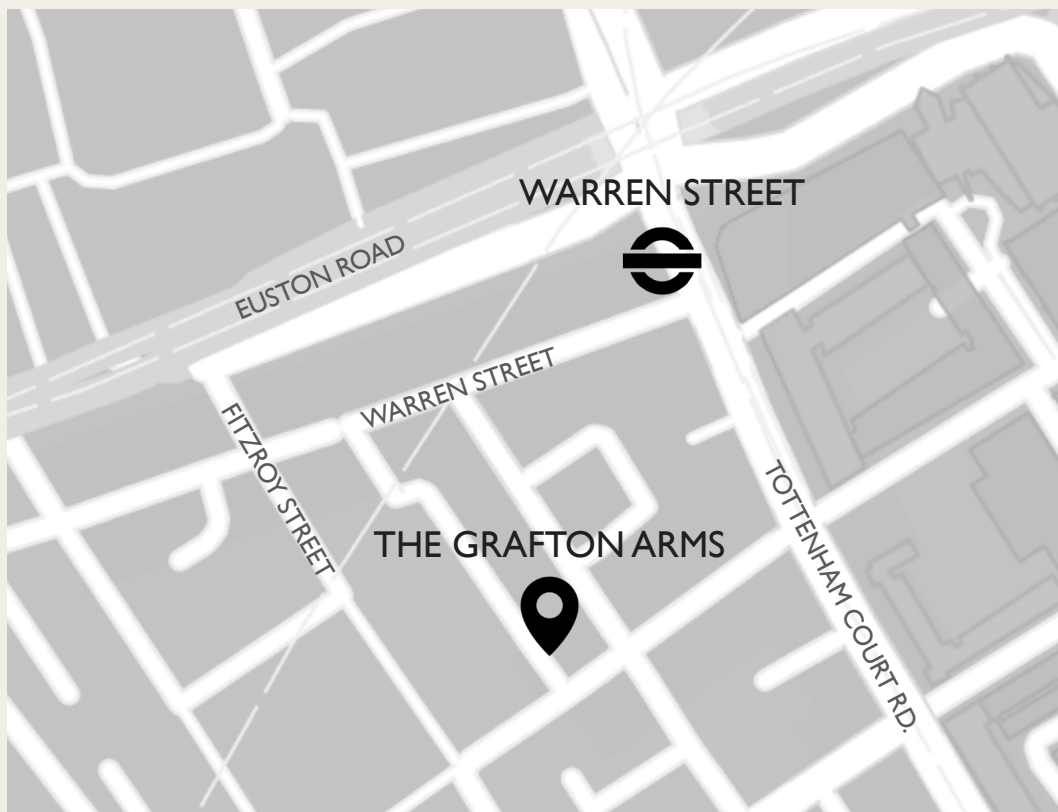 WARREN STREET
EUSTON ROAD
WARREN STREET
FITZROY STREET
THE GRAFTON ARMS
TOTTENHAM COURT RD.